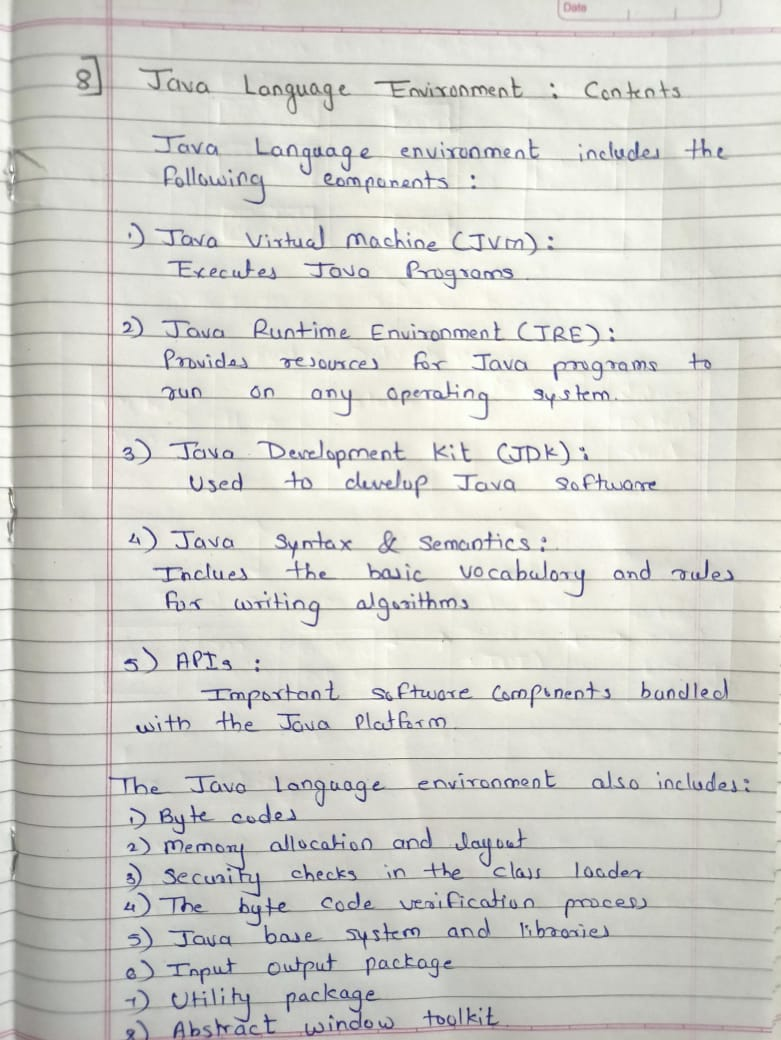 Date
8] Java Language Environment : Contents
Java Language environment includes the
following components :
1) Java Virtual Machine (JVM) :
Executes Java Programs
2) Java Runtime Environment (JRE) :
Provides resources for Java programs to
run on any operating system.
3) Java Development Kit (JDK) :
Used to develop Java Software
4) Java Syntax & Semantics :
Inclues the basic vocabulory and rules
for writing algorithms
5) APIs :
Important Software Components bundled
with the Java Platform
The Java Language environment also includes :
1) Byte codes
2) Memory allocation and layout
3) Security checks in the class loader
4) The byte code verification process
5) Java base system and libraries
6) Input output package
7) Utility package
8) Abstract window toolkit.